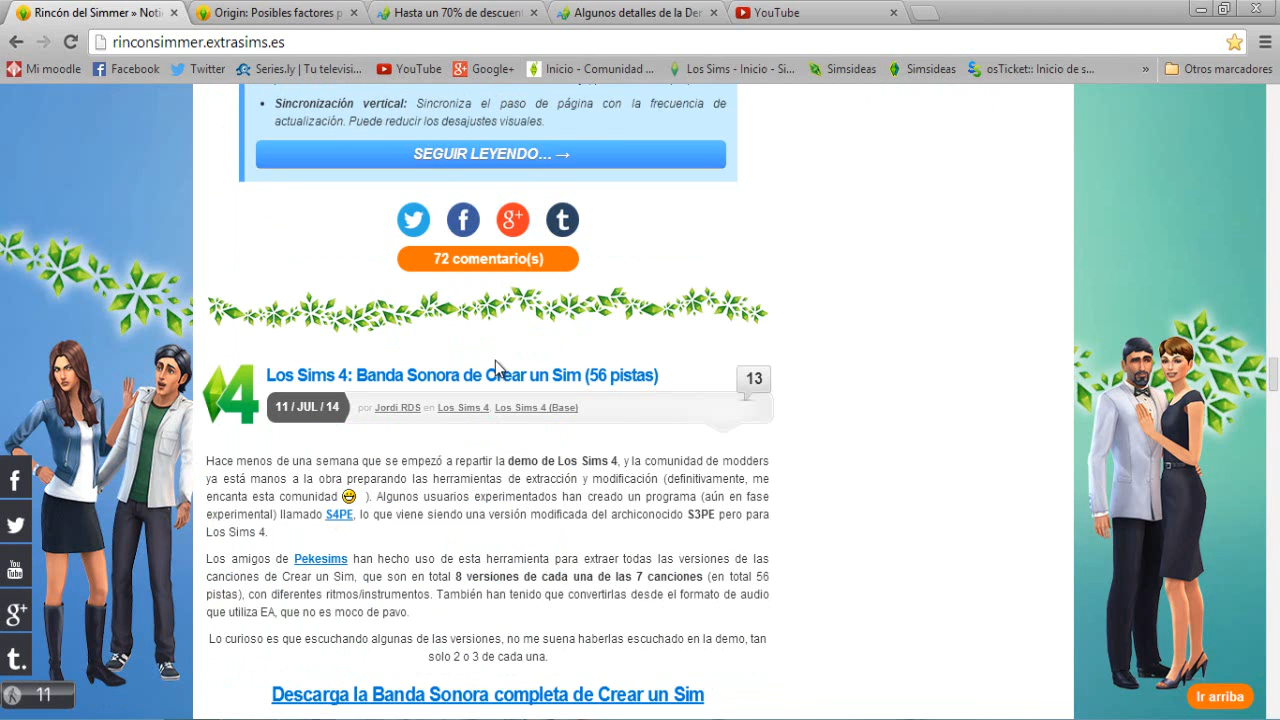 Rincón del Simmer » Noti
Origin: Posibles factores p
Hasta un 70% de descuen
Algunos detalles de la De
YouTube
rinconsimmer.extrasims.es
Mi moodle
Facebook
Twitter
Series.ly | Tu televisi...
YouTube
Google+
Inicio - Comunidad ...
Los Sims - Inicio - Si...
Simsideas
Simsideas
osTicket:: Inicio de s...
»
Otros marcadores
• Sincronización vertical: Sincroniza el paso de página con la frecuencia de
actualización. Puede reducir los desajustes visuales.
SEGUIR LEYENDO... →
72 comentario(s)
4
Los Sims 4: Banda Sonora de Crear un Sim (56 pistas)
13
11 / JUL / 14
por Jordi RDS en Los Sims 4, Los Sims 4 (Base)
Hace menos de una semana que se empezó a repartir la demo de Los Sims 4, y la comunidad de modders
ya está manos a la obra preparando las herramientas de extracción y modificación (definitivamente, me
encanta esta comunidad ). Algunos usuarios experimentados han creado un programa (aún en fase
experimental) llamado S4PE, lo que viene siendo una versión modificada del archiconocido S3PE pero para
Los Sims 4.
Los amigos de Pekesims han hecho uso de esta herramienta para extraer todas las versiones de las
canciones de Crear un Sim, que son en total 8 versiones de cada una de las 7 canciones (en total 56
pistas), con diferentes ritmos/instrumentos. También han tenido que convertirlas desde el formato de audio
que utiliza EA, que no es moco de pavo.
Lo curioso es que escuchando algunas de las versiones, no me suena haberlas escuchado en la demo, tan
solo 2 o 3 de cada una.
Descarga la Banda Sonora completa de Crear un Sim
You
Tube
11
Ir arriba